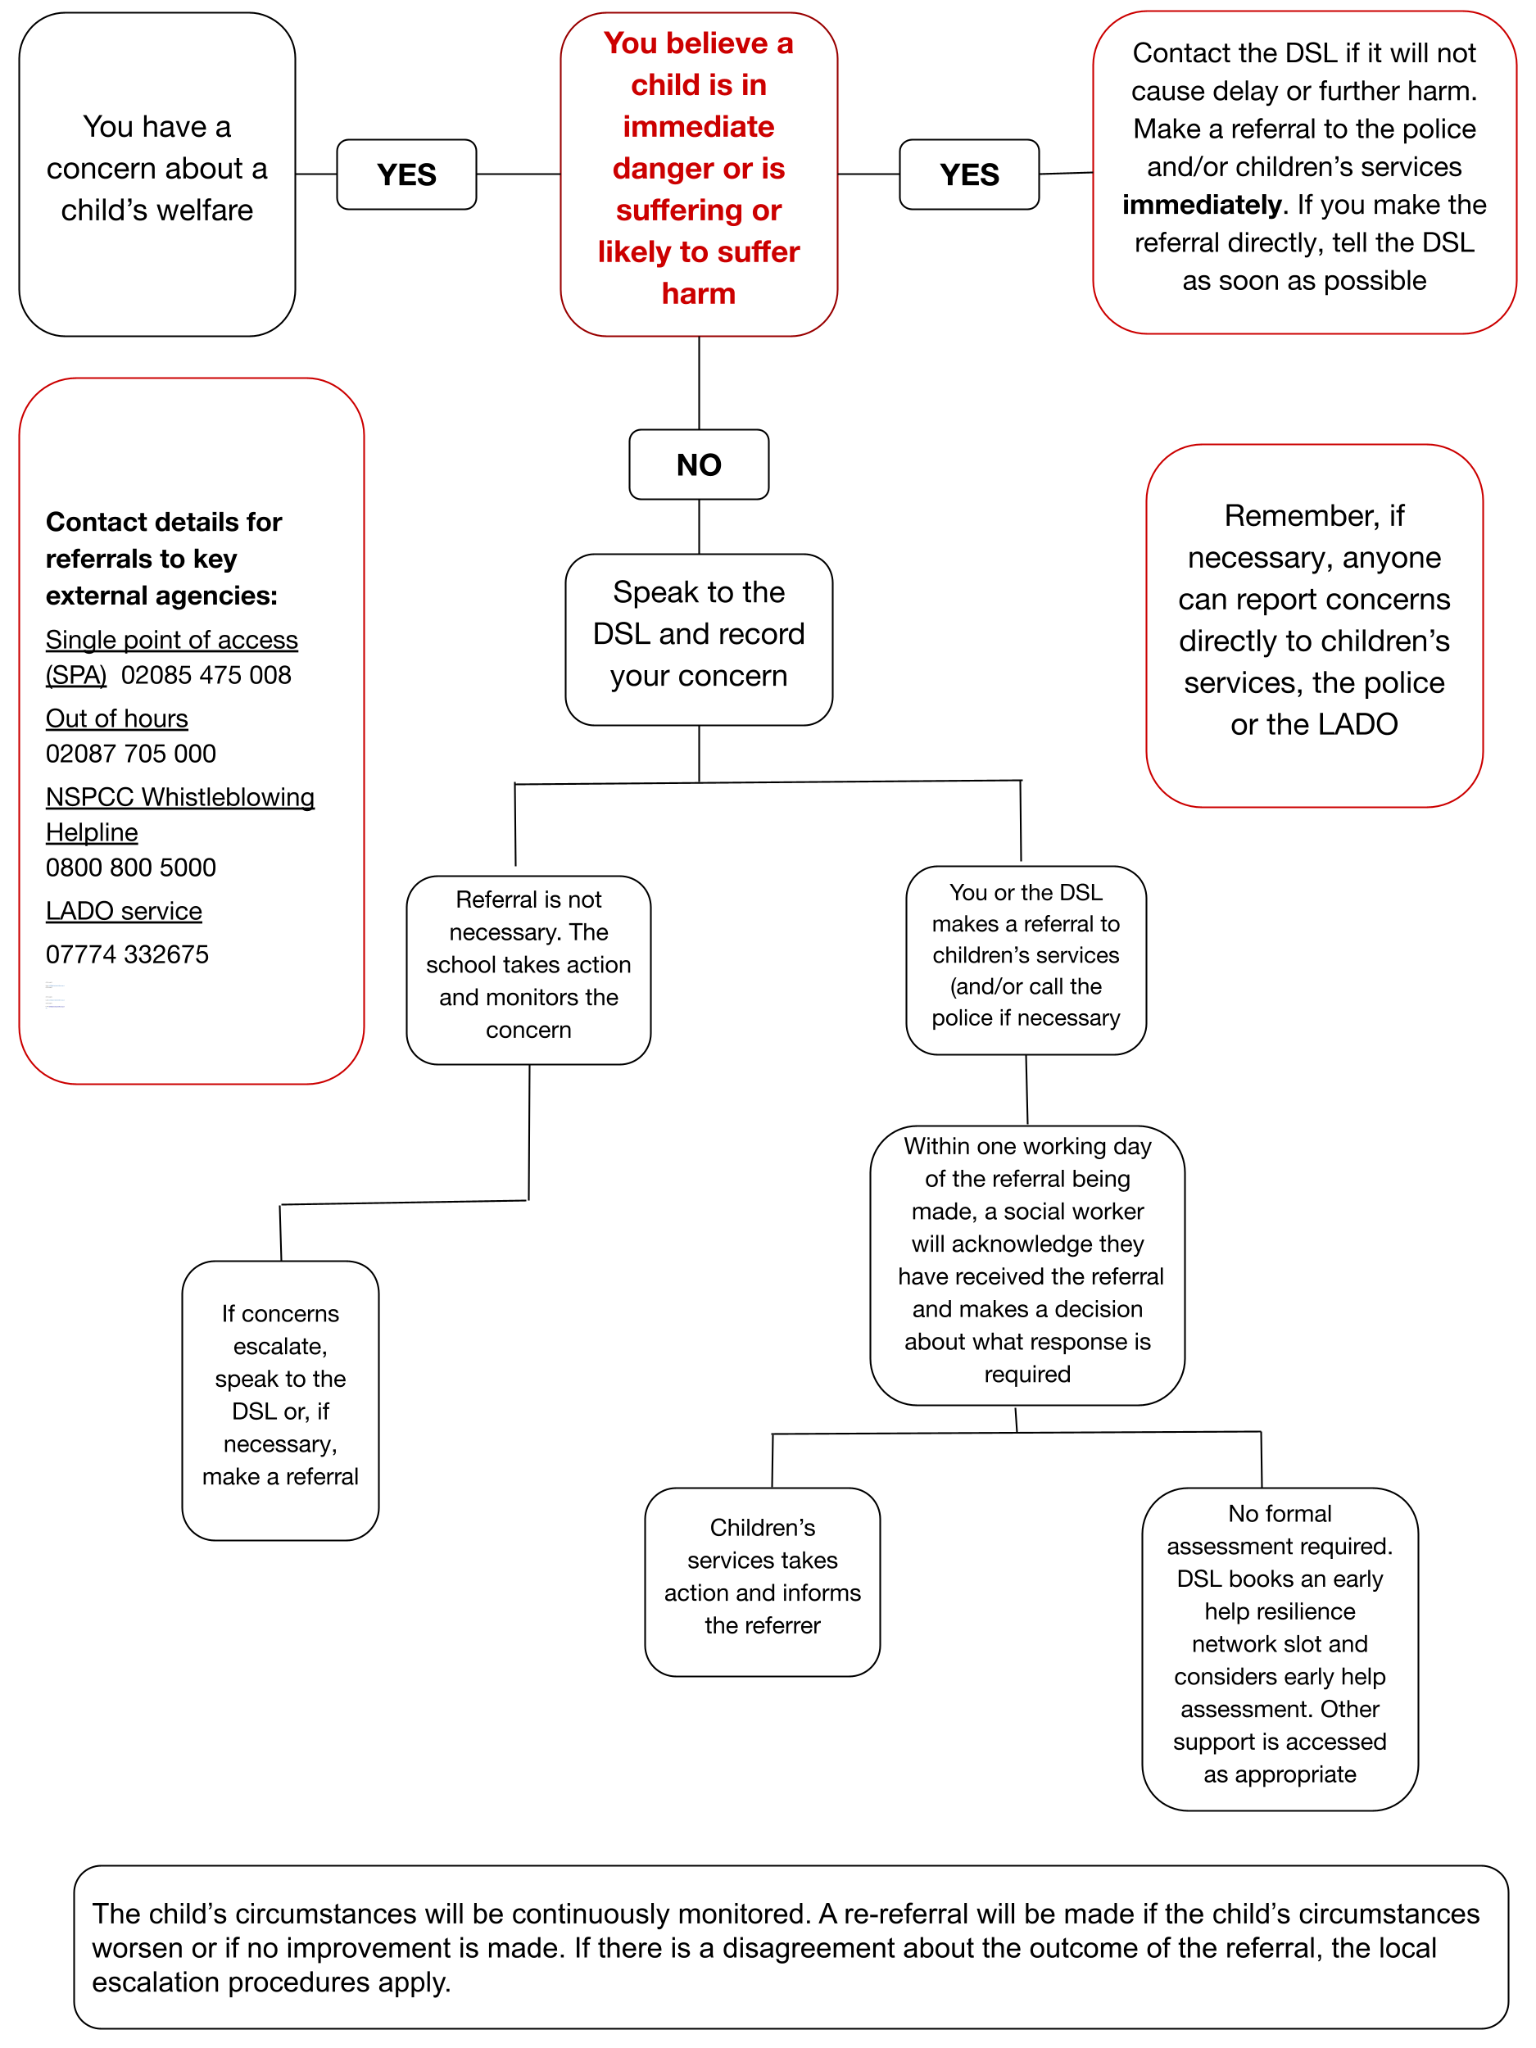 You have a
concern about a
child's welfare
YES
You believe a
child is in
immediate
danger or is
suffering or
likely to suffer
harm
YES
Contact the DSL if it will not
cause delay or further harm.
Make a referral to the police
and/or children's services
immediately. If you make the
referral directly, tell the DSL
as soon as possible
NO
Contact details for
referrals to key
external agencies:
Single point of access
(SPA) 02085 475 008
Out of hours
02087 705 000
NSPCC Whistleblowing
Helpline
0800 800 5000
LADO service
07774 332675
Speak to the
DSL and record
your concern
Remember, if
necessary, anyone
can report concerns
directly to children's
services, the police
or the LADO
Referral is not
necessary. The
school takes action
and monitors the
concern
You or the DSL
makes a referral to
children's services
(and/or call the
police if necessary
Within one working day
of the referral being
made, a social worker
will acknowledge they
have received the referral
and makes a decision
about what response is
required
If concerns
escalate,
speak to the
DSL or, if
necessary,
make a referral
Children's
services takes
action and informs
the referrer
No formal
assessment required.
DSL books an early
help resilience
network slot and
considers early help
assessment. Other
support is accessed
as appropriate
The child's circumstances will be continuously monitored. A re-referral will be made if the child's circumstances
worsen or if no improvement is made. If there is a disagreement about the outcome of the referral, the local
escalation procedures apply.